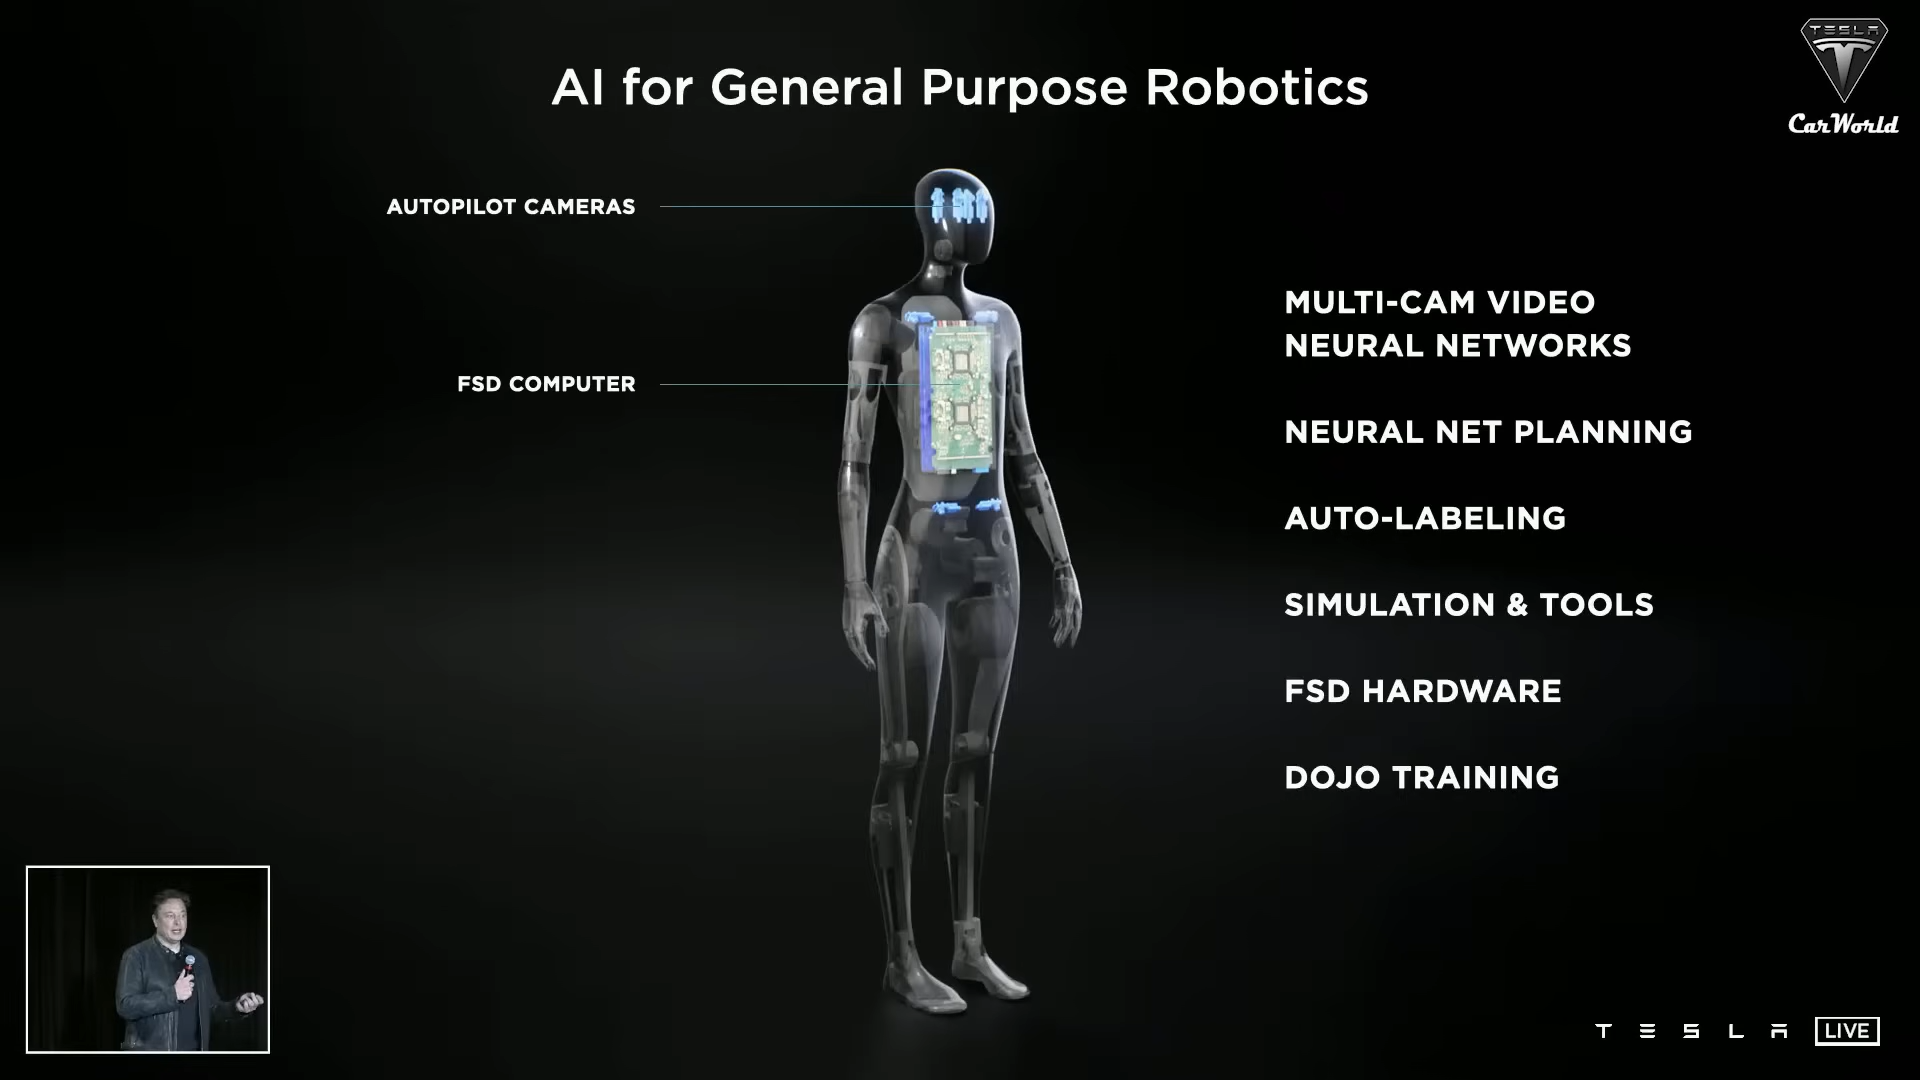 AI for General Purpose Robotics
TESLA
CarWorld
AUTOPILOT CAMERAS
FSD COMPUTER
MULTI-CAM VIDEO
NEURAL NETWORKS
NEURAL NET PLANNING
AUTO-LABELING
SIMULATION & TOOLS
FSD HARDWARE
DOJO TRAINING
TESLA LIVE